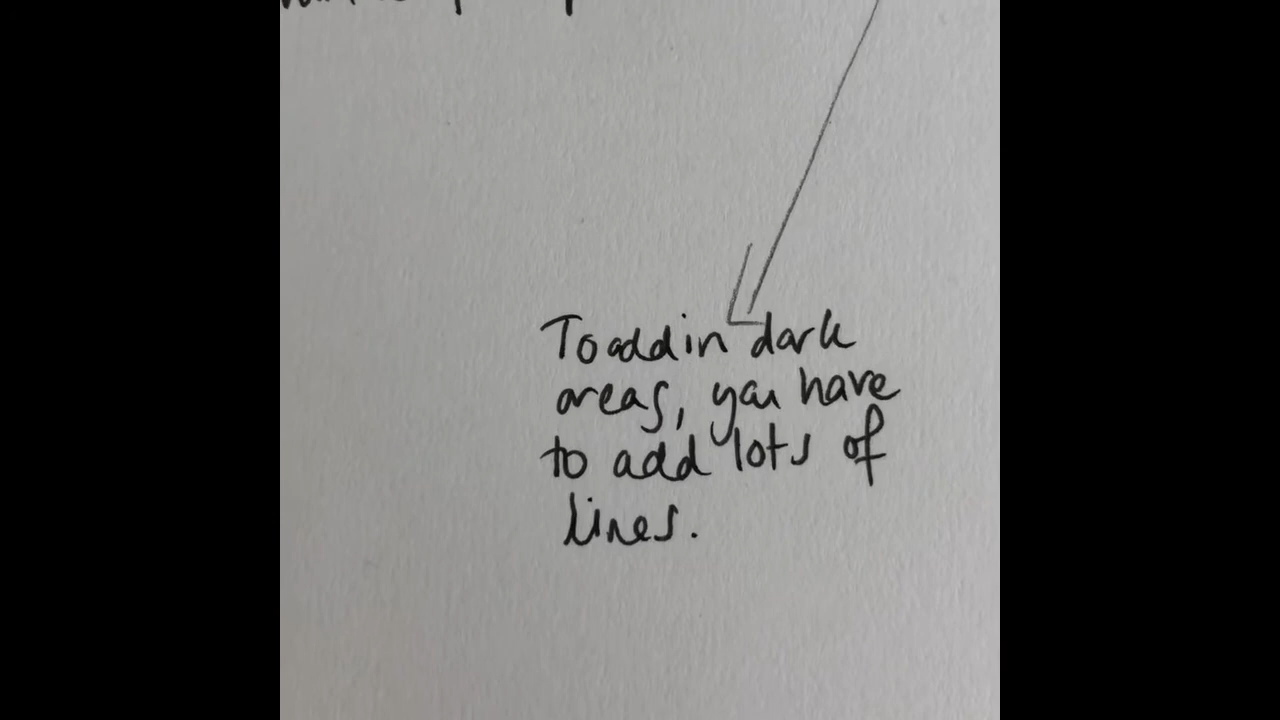 To add in dark
areas, you have
to add lots of
lines.